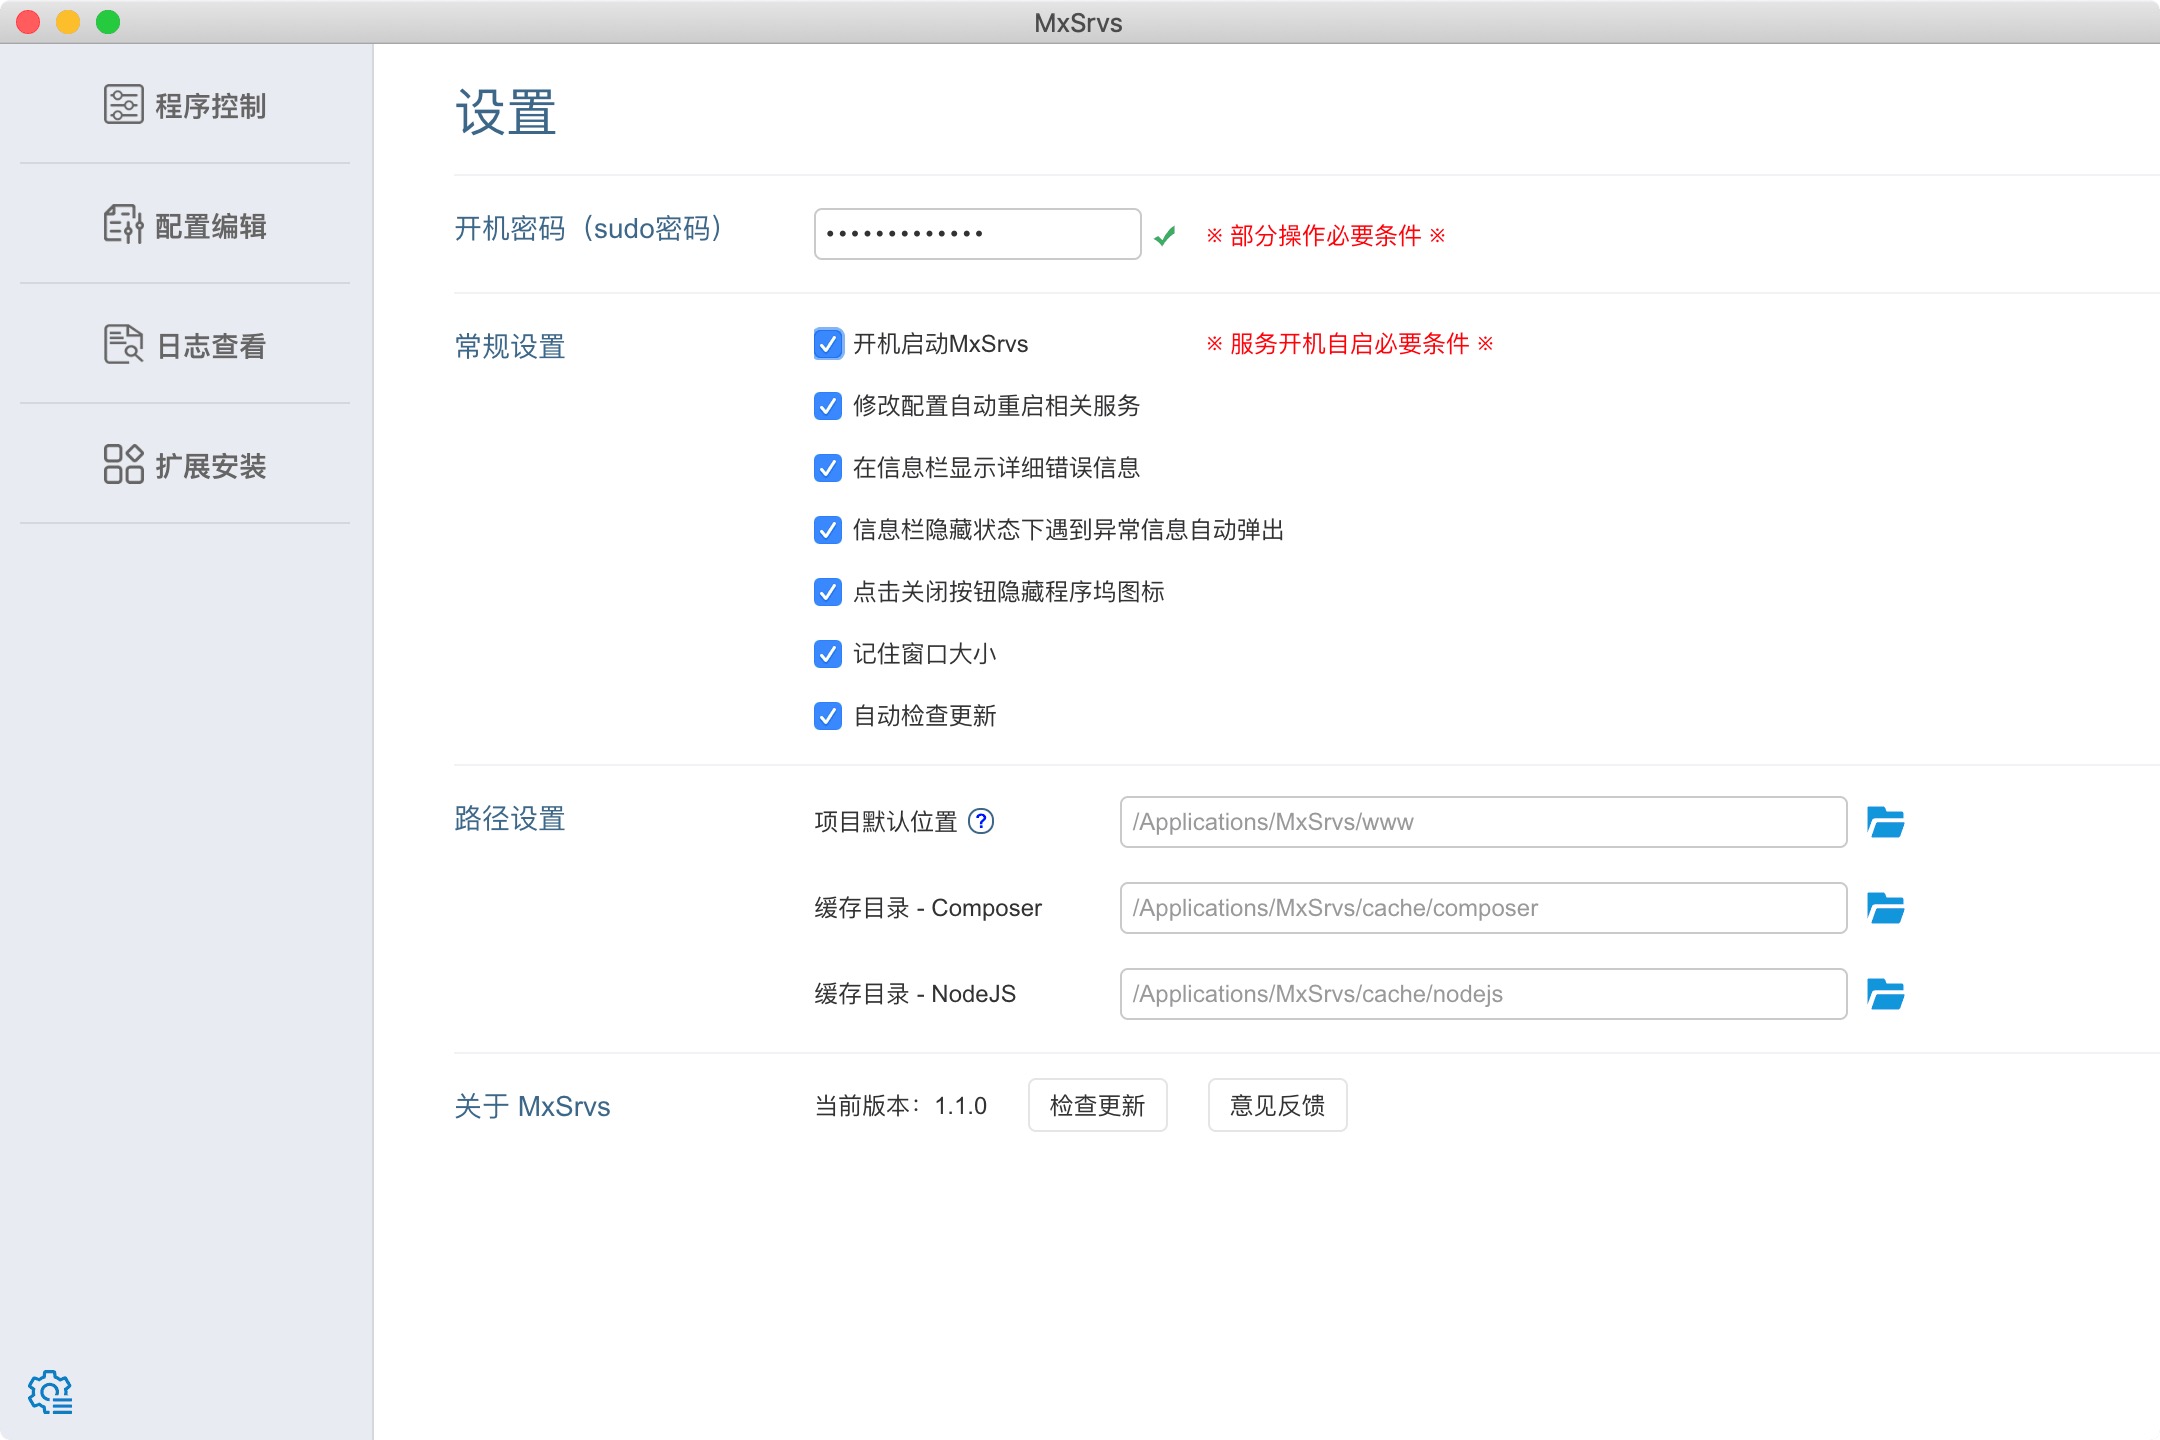 MxSrvs
程序控制
配置编辑
日志查看
扩展安装
设置
开机密码（sudo密码）
•••••••••••••
※ 部分操作必要条件 ※
常规设置
开机启动MxSrvs
※ 服务开机自启必要条件 ※
修改配置自动重启相关服务
在信息栏显示详细错误信息
信息栏隐藏状态下遇到异常信息自动弹出
点击关闭按钮隐藏程序坞图标
记住窗口大小
自动检查更新
路径设置
项目默认位置 ?
/Applications/MxSrvs/www
缓存目录 - Composer
/Applications/MxSrvs/cache/composer
缓存目录 - NodeJS
/Applications/MxSrvs/cache/nodejs
关于 MxSrvs
当前版本：1.1.0
检查更新
意见反馈